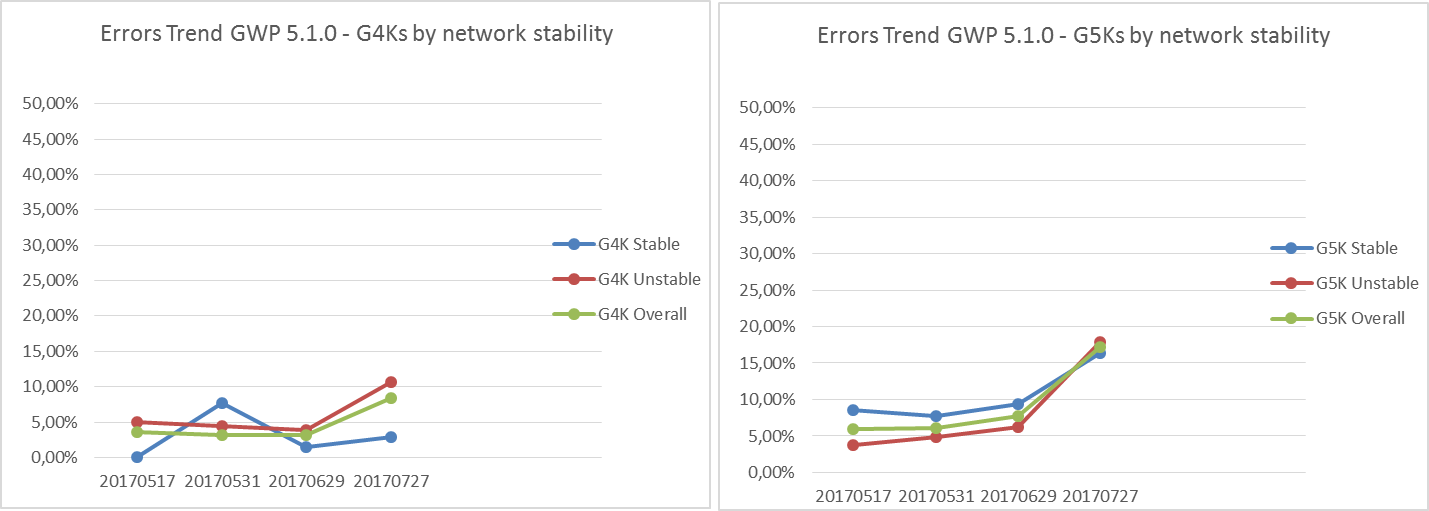 Errors Trend GWP 5.1.0 - G4Ks by network stability
50,00%
45,00%
40,00%
35,00%
30,00%
25,00%
20,00%
15,00%
10,00%
5,00%
0,00%
20170517 20170531 20170629 20170727
G4K Stable
G4K Unstable
G4K Overall
Errors Trend GWP 5.1.0 - G5Ks by network stability
50,00%
45,00%
40,00%
35,00%
30,00%
25,00%
20,00%
15,00%
10,00%
5,00%
0,00%
20170517 20170531 20170629 20170727
G5K Stable
G5K Unstable
G5K Overall